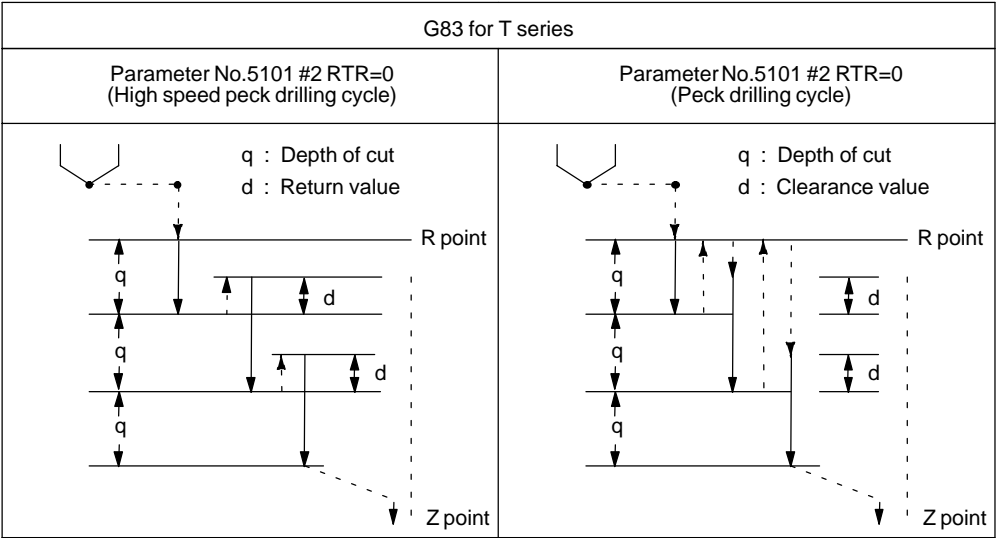 G83 for T series
Parameter No.5101 #2 RTR=0
(High speed peck drilling cycle)
Parameter No.5101 #2 RTR=0
(Peck drilling cycle)
q : Depth of cut
d : Return value
R point
q
d
q
d
q
Z point
q : Depth of cut
d : Clearance value
R point
q
d
q
d
q
Z point